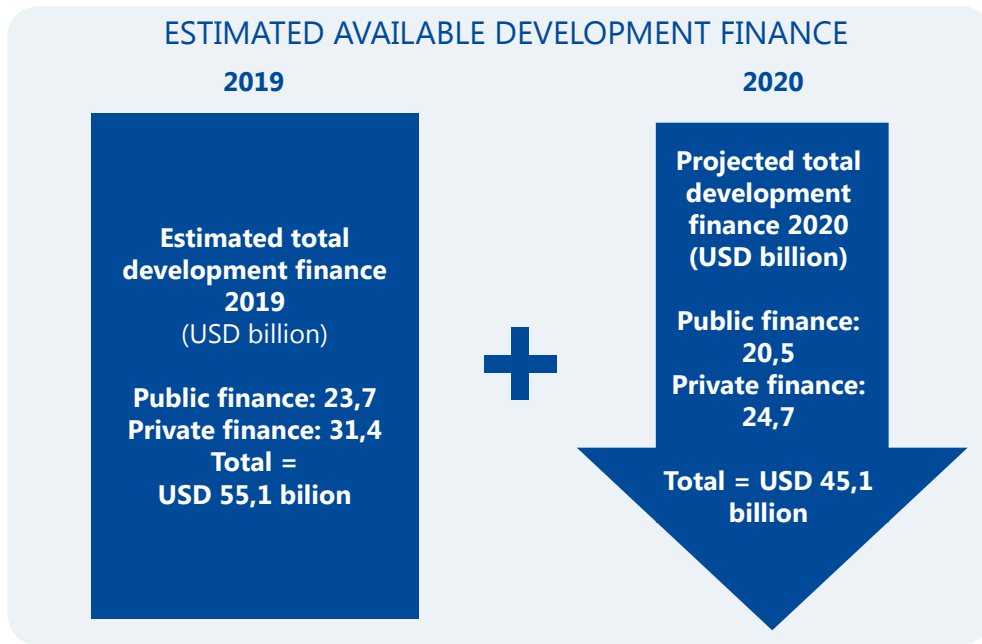 ESTIMATED AVAILABLE DEVELOPMENT FINANCE
2019
Estimated total
development finance
2019
(USD billion)
Public finance: 23,7
Private finance: 31,4
Total =
USD 55,1 bilion
2020
Projected total
development
finance 2020
(USD billion)
Public finance:
20,5
Private finance:
24,7
Total = USD 45,1
billion